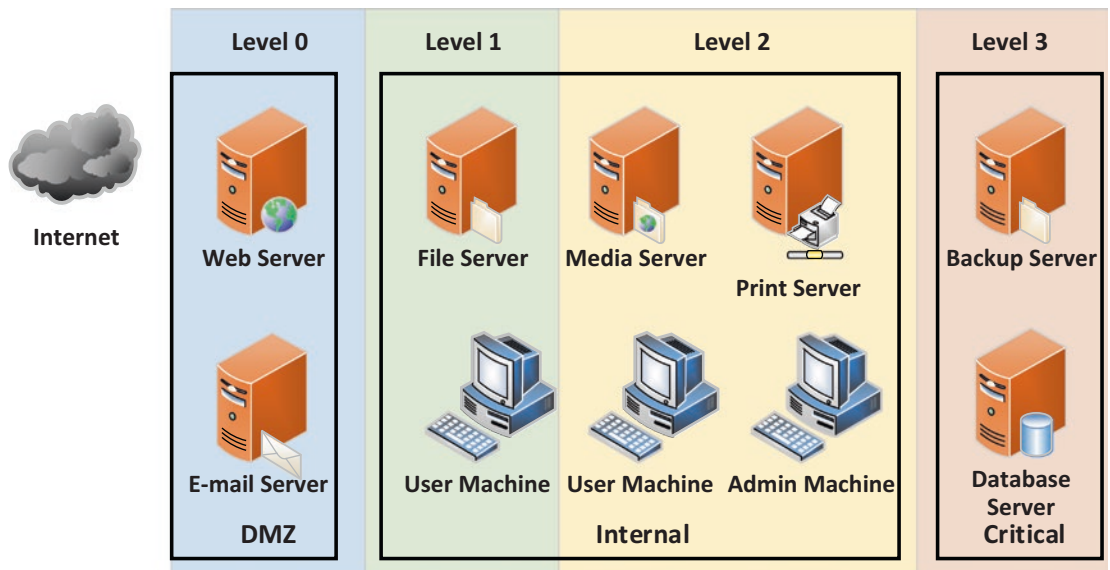 Level 0
Level 1
Level 2
Level 3
Internet
Web Server
File Server
Media Server
Print Server
Backup Server
E-mail Server
User Machine
User Machine
Admin Machine
Database
Server
DMZ
Internal
Critical